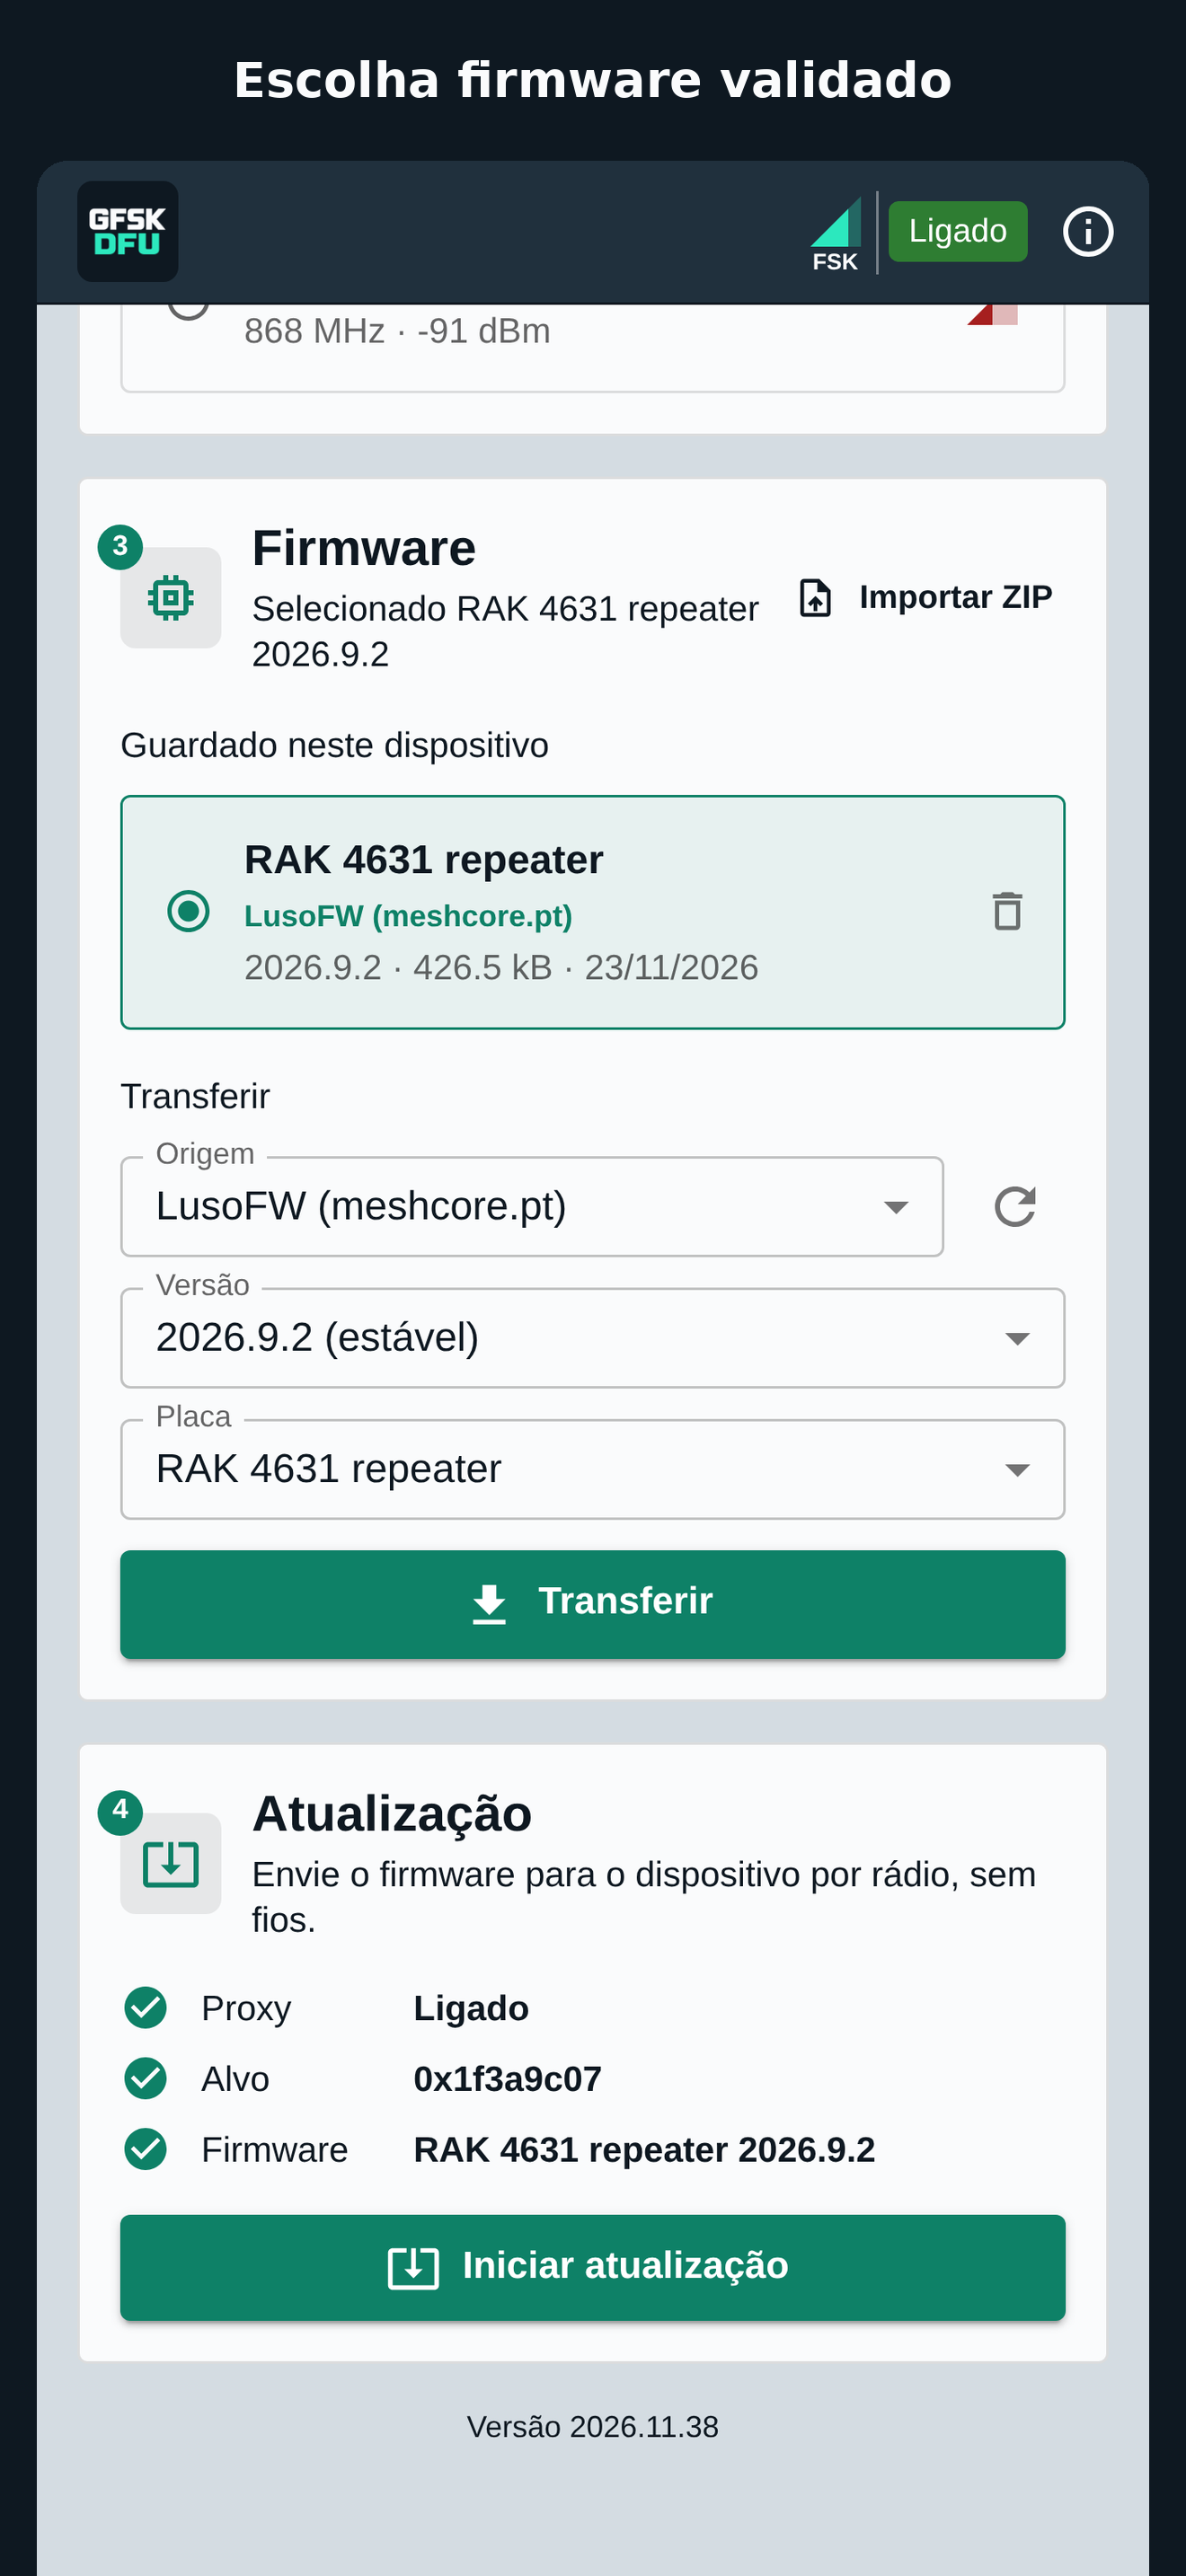 Escolha firmware validado
GFSK
DFU
FSK
Ligado
868 MHz · -91 dBm
3
Firmware
Selecionado RAK 4631 repeater
2026.9.2
Importar ZIP
Guardado neste dispositivo
RAK 4631 repeater
LusoFW (meshcore.pt)
2026.9.2 · 426.5 kB · 23/11/2026
Transferir
Origem
LusoFW (meshcore.pt)
Versão
2026.9.2 (estável)
Placa
RAK 4631 repeater
Transferir
4
Atualização
Envie o firmware para o dispositivo por rádio, sem
fios.
Proxy Ligado
Alvo 0x1f3a9c07
Firmware RAK 4631 repeater 2026.9.2
Iniciar atualização
Versão 2026.11.38